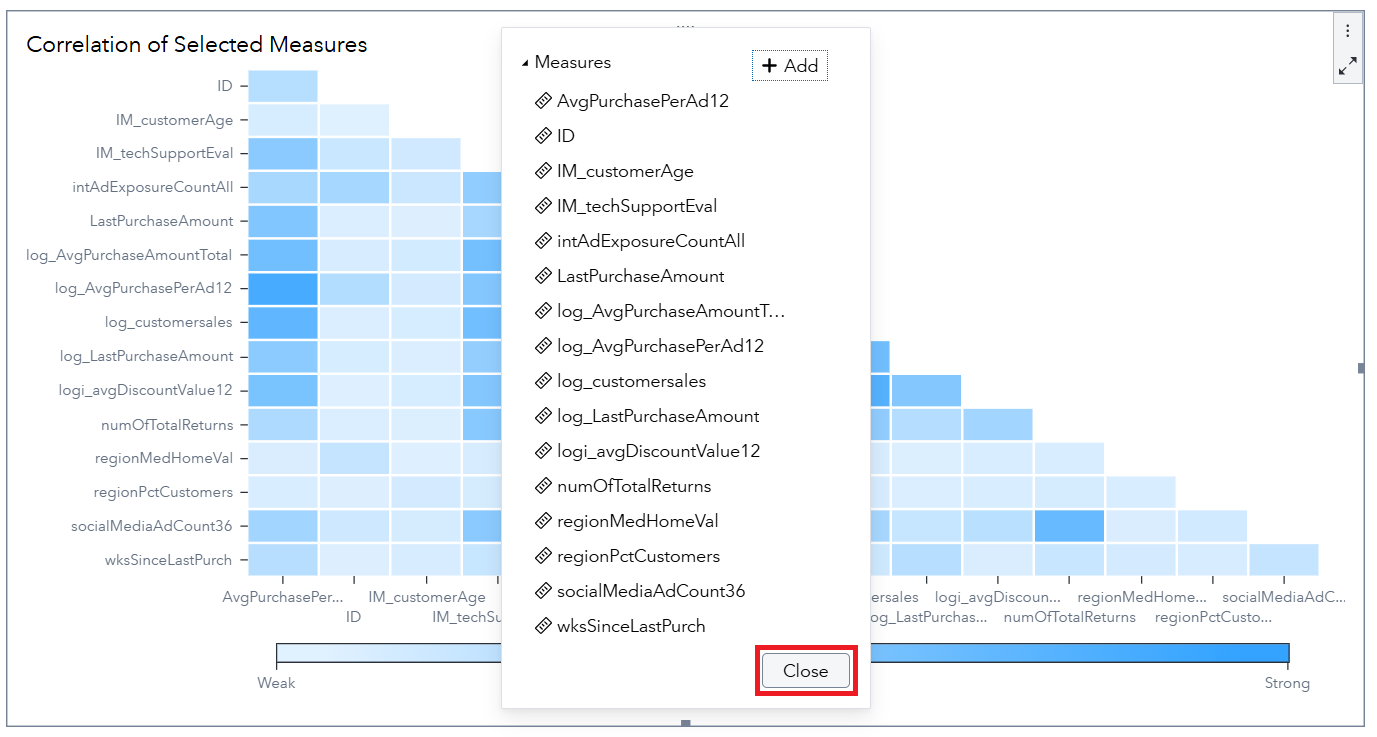 Correlation of Selected Measures
ID
IM_customerAge
IM_techSupportEval
intAdExposureCountAll
LastPurchaseAmount
log_AvgPurchaseAmountTotal
log_AvgPurchasePerAd12
log_customersales
log_LastPurchaseAmount
logi_avgDiscountValue12
numOfTotalReturns
regionMedHomeVal
regionPctCustomers
socialMediaAdCount36
wksSinceLastPurch
AvgPurchasePer...
IM_customerAge
ersales
logi_avgDiscoun...
regionMedHome...
socialMediaAdC...
ID
IM_techSu
og_LastPurchas...
numOfTotalReturns
regionPctCusto...
Weak
Strong
Measures
+ Add
AvgPurchasePerAd12
ID
IM_customerAge
IM_techSupportEval
intAdExposureCountAll
LastPurchaseAmount
log_AvgPurchaseAmountT...
log_AvgPurchasePerAd12
log_customersales
log_LastPurchaseAmount
logi_avgDiscountValue12
numOfTotalReturns
regionMedHomeVal
regionPctCustomers
socialMediaAdCount36
wksSinceLastPurch
Close